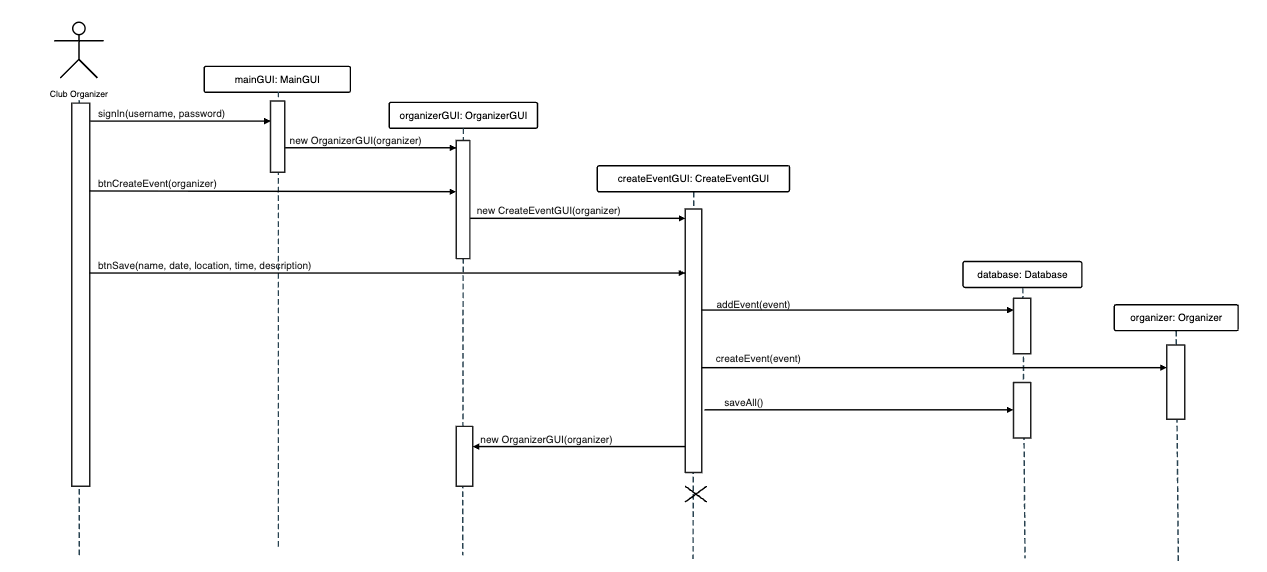 Club Organizer
mainGUI: MainGUI
signIn(username, password)
organizerGUI: OrganizerGUI
new OrganizerGUI(organizer)
btnCreateEvent(organizer)
createEventGUI: CreateEventGUI
new CreateEventGUI(organizer)
btnSave(name, date, location, time, description)
database: Database
addEvent(event)
organizer: Organizer
createEvent(event)
saveAll()
new OrganizerGUI(organizer)